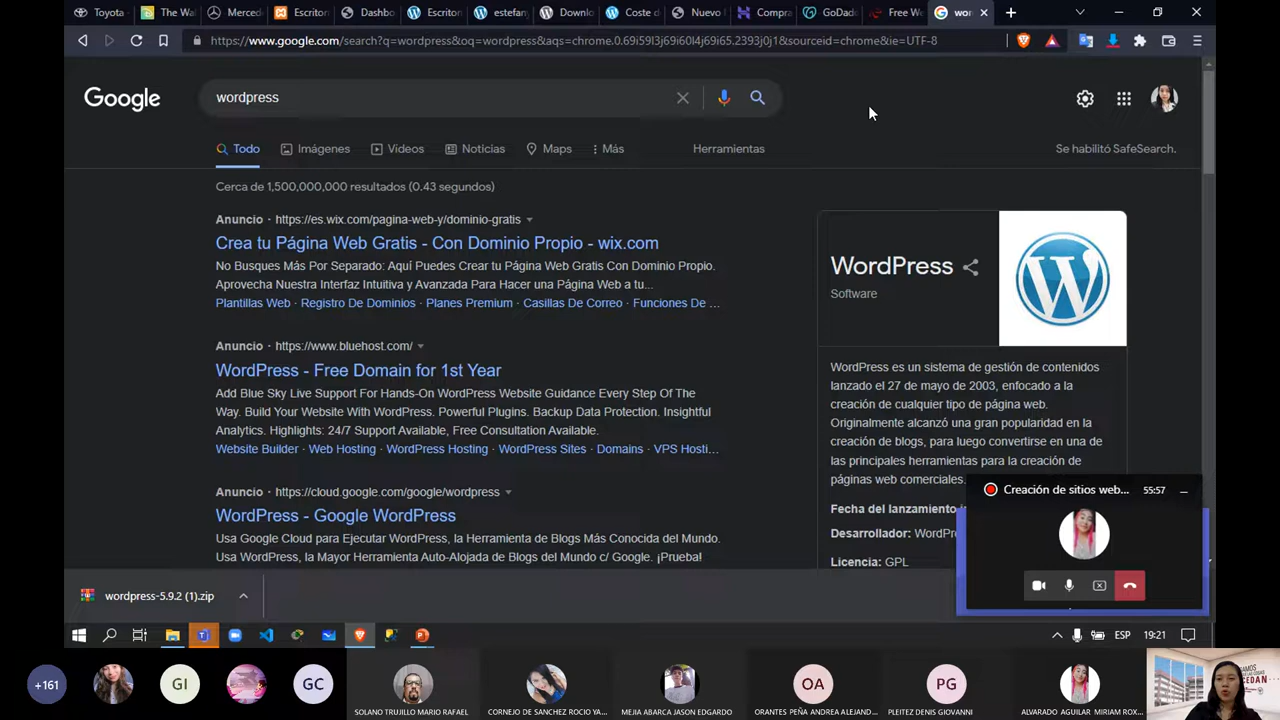 Toyota
The Wa
Merced
Escriton
Dashbo
Escriton
estefany
Downlo
Coste d
Nuevo
Compra
GoDad
Free We
wor
https://www.google.com/search?q=wordpress&oq=wordpress&aqs=chrome.0.69i59l3j69i60l4j69i65.2393j0j1&sourceid=chrome&ie=UTF-8
Google
wordpress
Todo
Imágenes
Videos
Noticias
Maps
Más
Herramientas
Se habilitó SafeSearch.
Cerca de 1,500,000,000 resultados (0.43 segundos)
Anuncio · https://es.wix.com/pagina-web-y/dominio-gratis
Crea tu Página Web Gratis - Con Dominio Propio - wix.com
No Busques Más Por Separado: Aquí Puedes Crear tu Página Web Gratis Con Dominio Propio.
Aprovecha Nuestra Interfaz Intuitiva y Avanzada Para Hacer una Página Web a tu...
Plantillas Web · Registro De Dominios · Planes Premium · Casillas De Correo · Funciones De ...
Anuncio · https://www.bluehost.com/
WordPress - Free Domain for 1st Year
Add Blue Sky Live Support For Hands-On WordPress Website Guidance Every Step Of The
Way. Build Your Website With WordPress. Powerful Plugins. Backup Data Protection. Insightful
Analytics. Highlights: 24/7 Support Available, Free Consultation Available.
Website Builder · Web Hosting · WordPress Hosting · WordPress Sites · Domains · VPS Hosti...
Anuncio · https://cloud.google.com/google/wordpress
WordPress - Google WordPress
Usa Google Cloud para Ejecutar WordPress, la Herramienta de Blogs Más Conocida del Mundo.
Usa WordPress, la Mayor Herramienta Auto-Alojada de Blogs del Mundo c/ Google. ¡Prueba!
WordPress
Software
WordPress es un sistema de gestión de contenidos
lanzado el 27 de mayo de 2003, enfocado a la
creación de cualquier tipo de página web.
Originalmente alcanzó una gran popularidad en la
creación de blogs, para luego convertirse en una de
las principales herramientas para la creación de
páginas web comerciales.
Fecha del lanzamiento i
Desarrollador: WordPre
Licencia: GPL
Creación de sitios web...
55:57
wordpress-5.9.2 (1).zip
ESP
19:21
+161
GI
GC
SOLANO TRUJILLO MARIO RAFAEL
CORNEJO DE SANCHEZ ROCIO YA...
MEJIA ABARCA JASON EDGARDO
OA
ORANTES PEÑA ANDREA ALEJAND...
PG
PLEITEZ DENIS GIOVANNI
ALVARADO AGUILAR MIRIAM ROX...